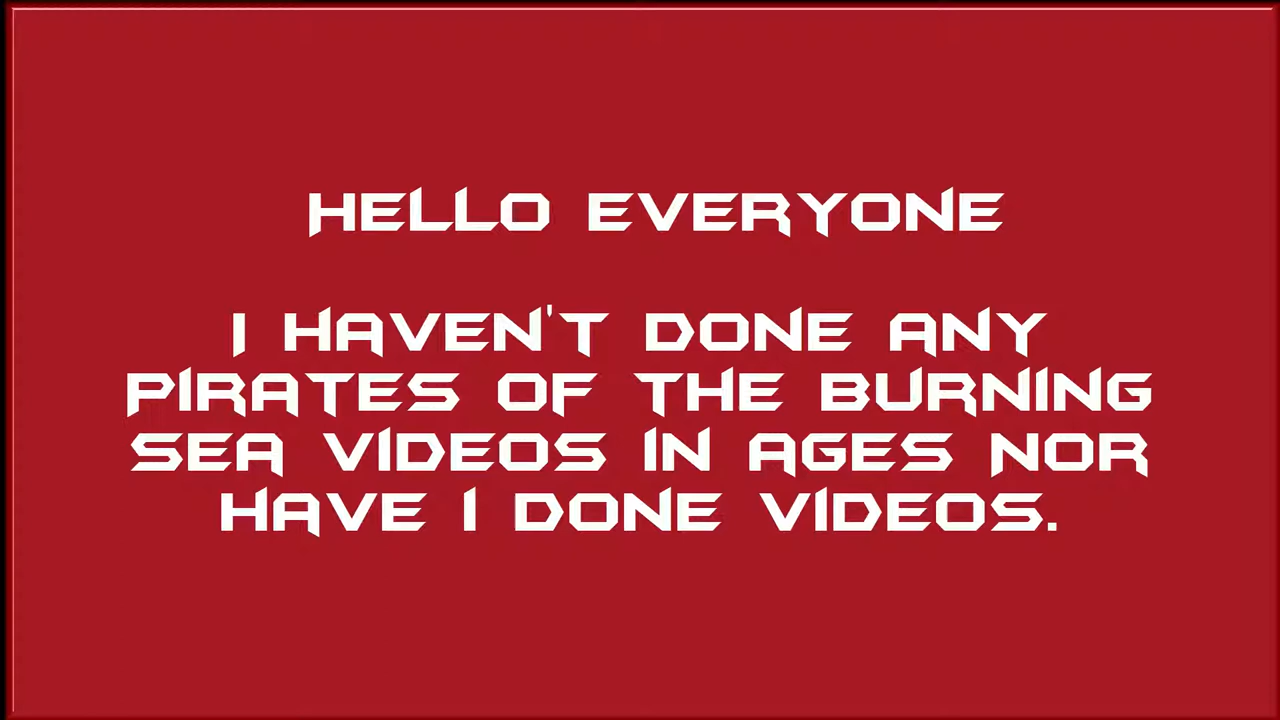 HELLO EVERYONE
I HAVEN'T DONE ANY
PIRATES OF THE BURNING
SEA VIDEOS IN AGES NOR
HAVE I DONE VIDEOS.